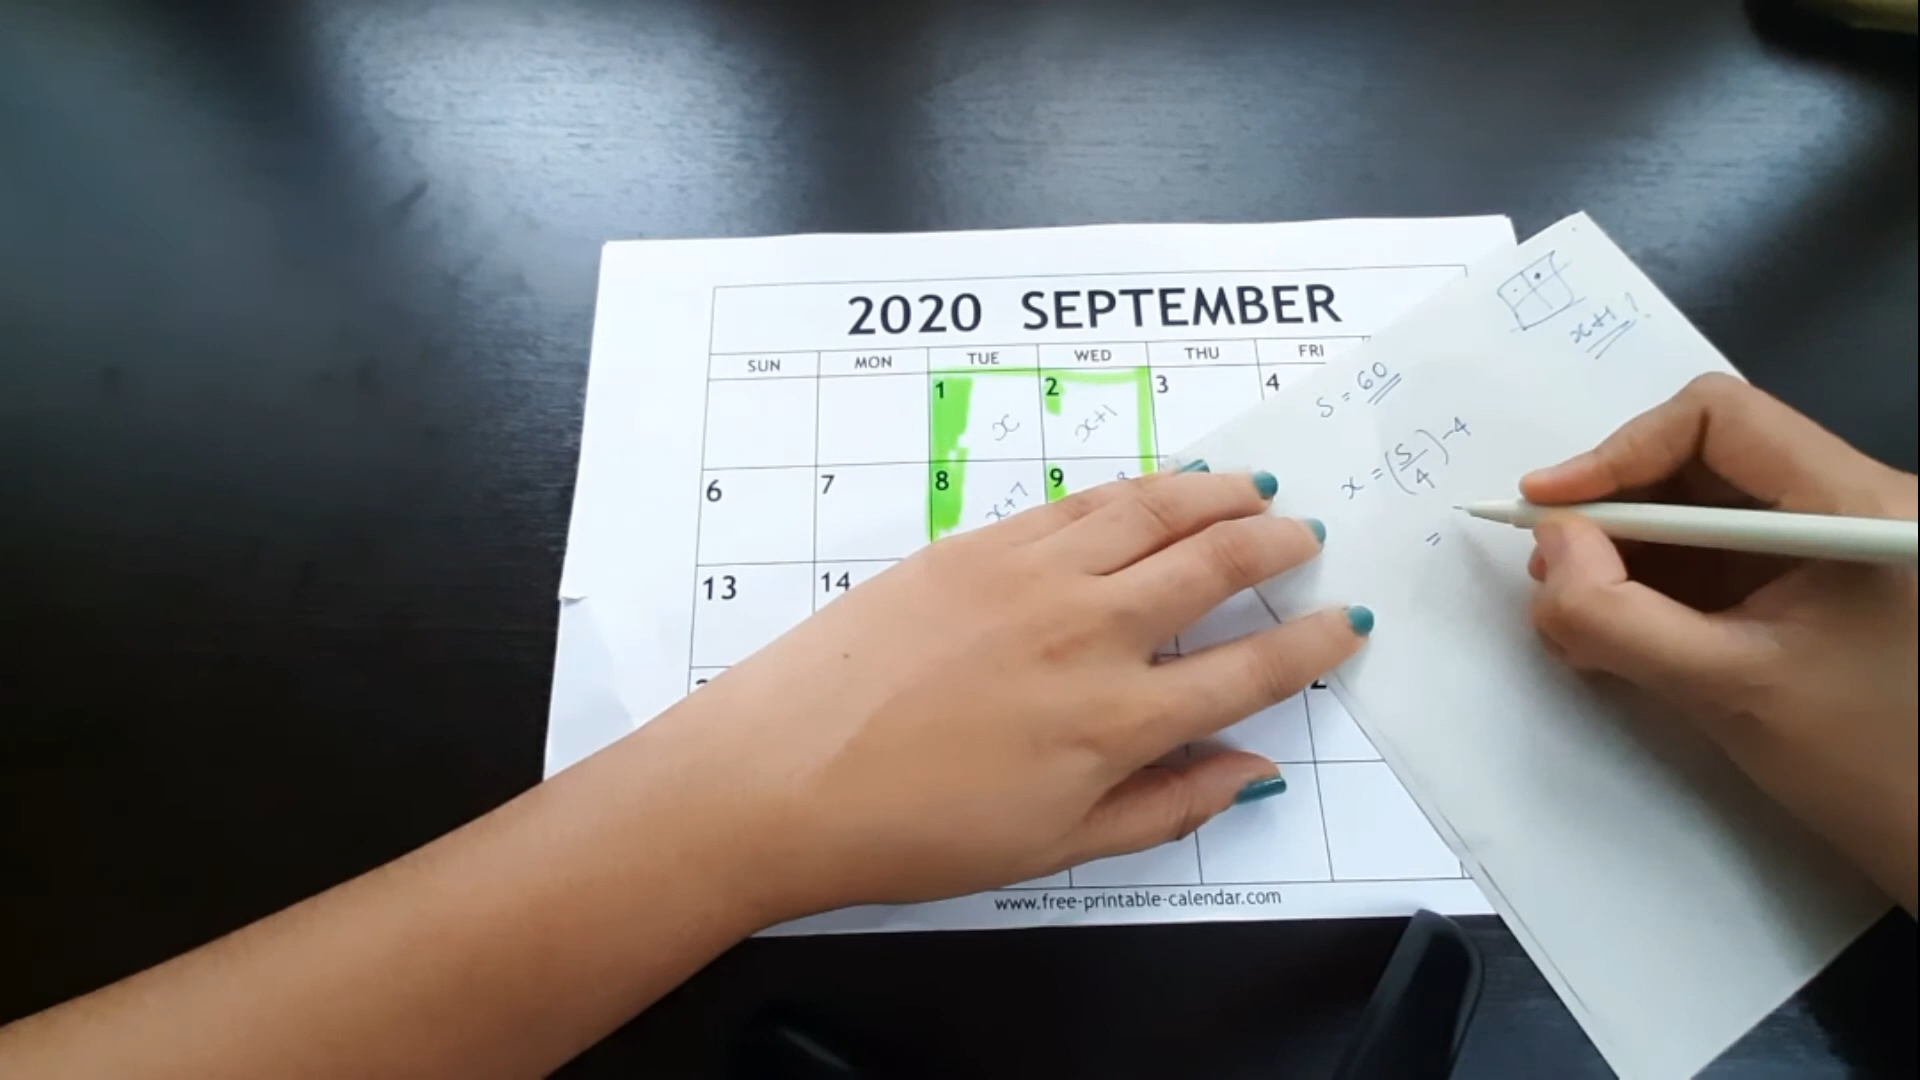 2020 SEPTEMBER
SUN MON TUE WED THU FRI
1 2 3 4
x x+1
6 7 8 9
x+7
13 14
www.free-printable-calendar.com
x+1?
S = 60
x = (S/4) - 4
=